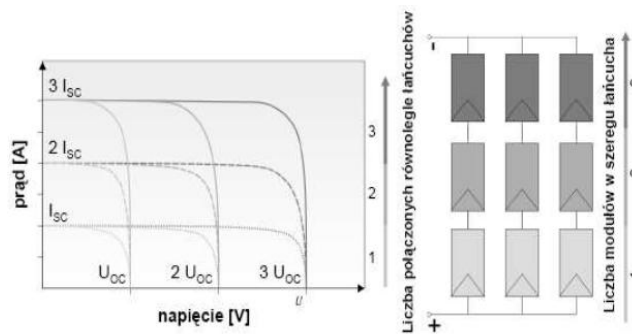 prąd [A]
3 I_SC
2 I_SC
I_SC
U_OC
2 U_OC
3 U_OC
U
napięcie [V]
3
2
1
Liczba połączonych równolegle łańcuchów
-
+
Liczba modułów w szeregu łańcucha